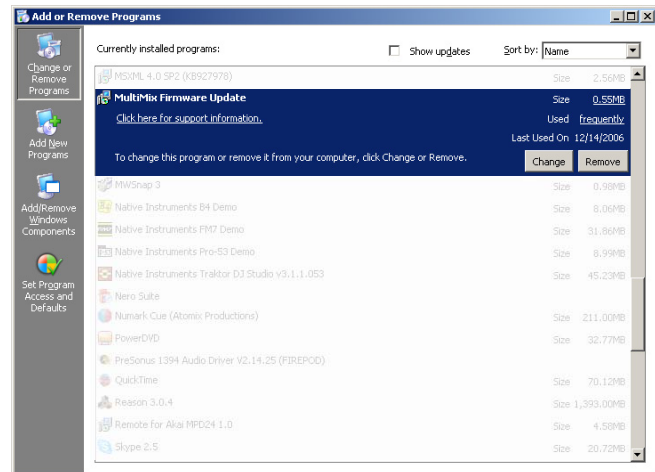 Add or Remove Programs
Change or
Remove
Programs
Add New
Programs
Add/Remove
Windows
Components
Set Program
Access and
Defaults
Currently installed programs:
Show updates
Sort by: Name
MSXML 4.0 SP2 (KB927978) Size 2.56MB
MultiMix Firmware Update Size 0.55MB
Click here for support information. Used frequently
Last Used On 12/14/2006
To change this program or remove it from your computer, click Change or Remove. Change Remove
MWSnap 3 Size 0.98MB
Native Instruments B4 Demo Size 8.06MB
Native Instruments FM7 Demo Size 31.86MB
Native Instruments Pro-53 Demo Size 8.99MB
Native Instruments Traktor DJ Studio v3.1.1.053 Size 45.23MB
Nero Suite
Numark Cue (Atomix Productions) Size 211.00MB
PowerDVD Size 32.77MB
PreSonus 1394 Audio Driver V2.14.25 (FIREPOD)
QuickTime Size 70.12MB
Reason 3.0.4 Size 1,393.00MB
Remote for Akai MPD24 1.0 Size 4.58MB
Skype 2.5 Size 20.72MB